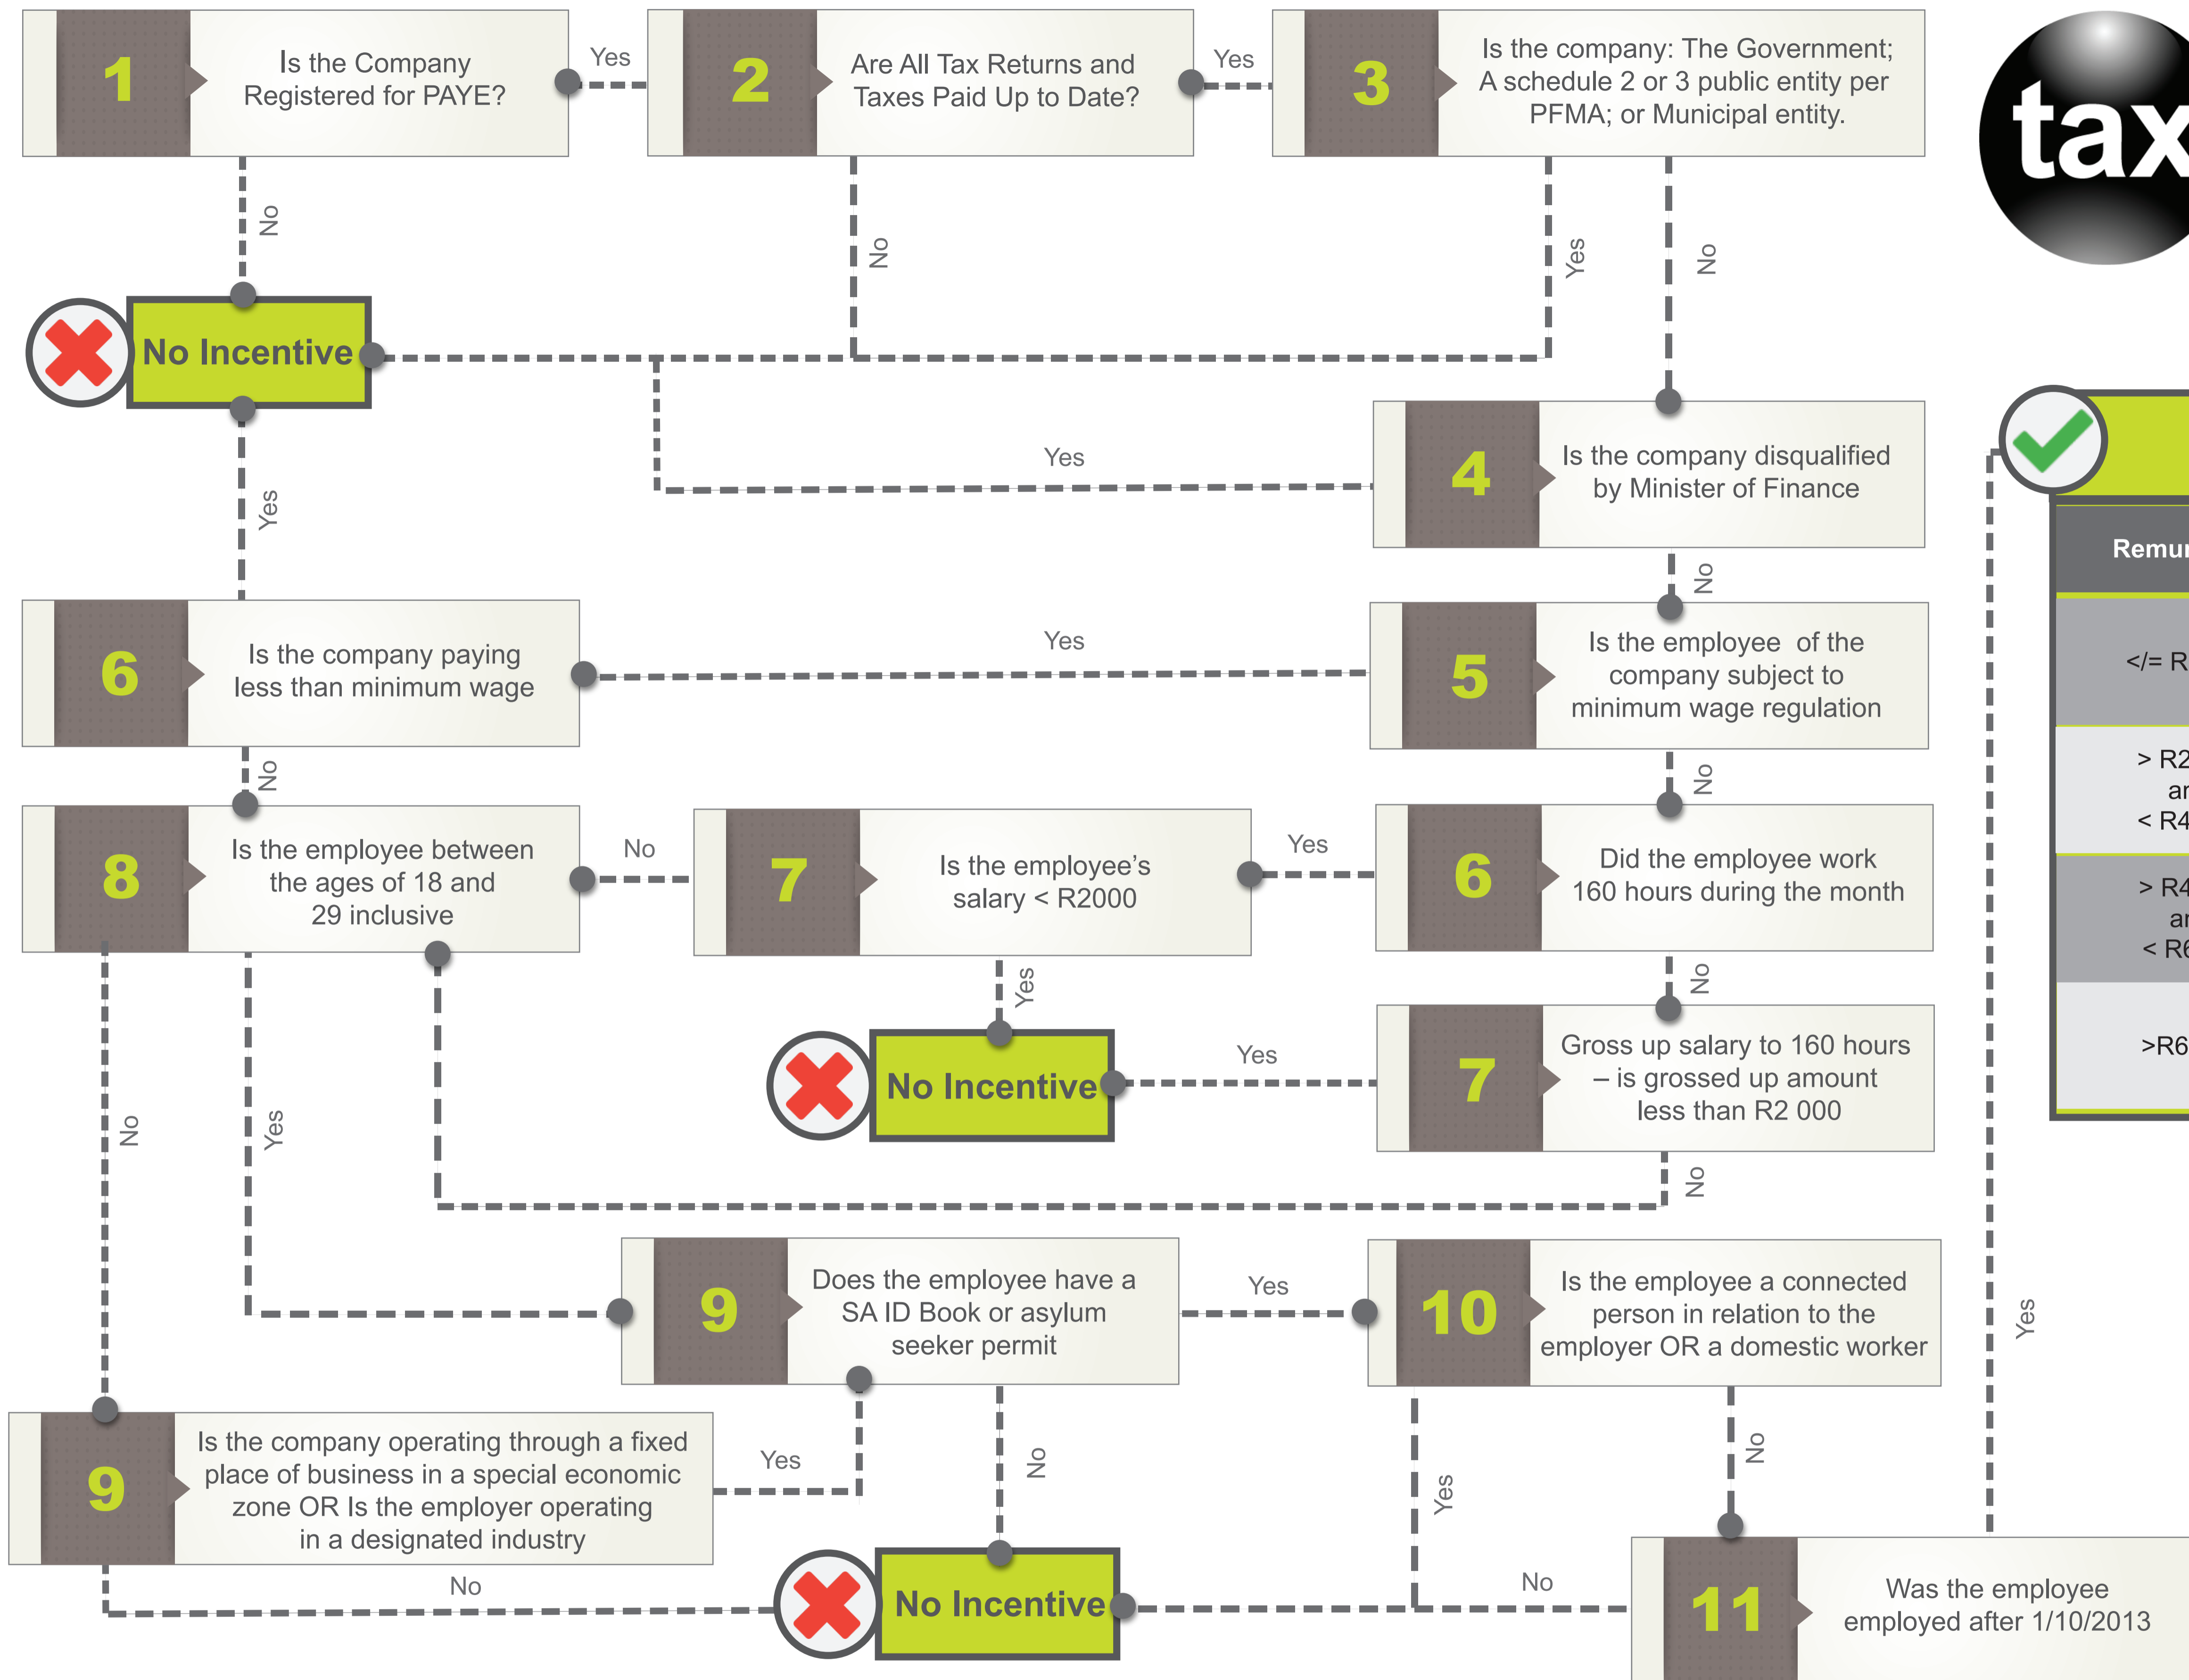 1
Is the Company
Registered for PAYE?
Yes
2
Are All Tax Returns and
Taxes Paid Up to Date?
Yes
3
Is the company: The Government;
A schedule 2 or 3 public entity per
PFMA; or Municipal entity.
tax
No
No
Yes
No
No Incentive
Yes
4
Is the company disqualified
by Minister of Finance
Yes
No
Remur
6
Is the company paying
less than minimum wage
Yes
5
Is the employee of the
company subject to
minimum wage regulation
</= R
No
No
> R2
ar
< R4
8
Is the employee between
the ages of 18 and
29 inclusive
No
7
Is the employee's
salary < R2000
Yes
6
Did the employee work
160 hours during the month
> R4
ar
< R6
Yes
No
No Incentive
Yes
7
Gross up salary to 160 hours
– is grossed up amount
less than R2 000
>R6
No
Yes
No
9
Does the employee have a
SA ID Book or asylum
seeker permit
Yes
10
Is the employee a connected
person in relation to the
employer OR a domestic worker
Yes
9
Is the company operating through a fixed
place of business in a special economic
zone OR Is the employer operating
in a designated industry
Yes
No
Yes
No
No
No Incentive
No
11
Was the employee
employed after 1/10/2013